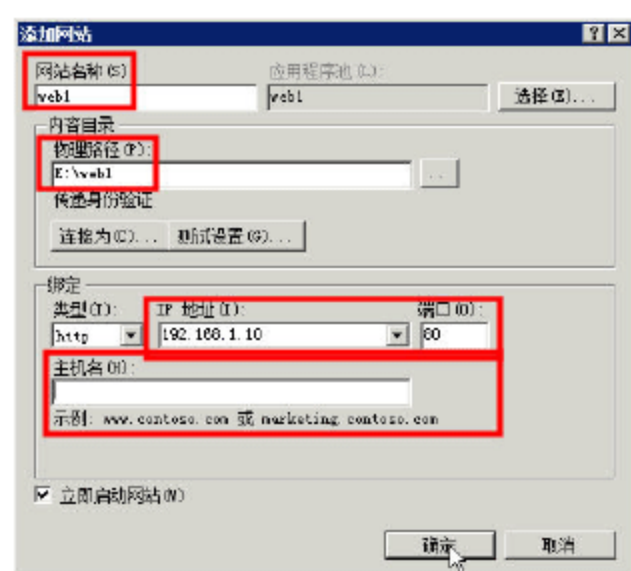 添加网站
网站名称(S)
应用程序池(L):
web1
web1
选择(E)...
内容目录
物理路径(P):
E:\web1
..
传递身份验证
连接为(C)...
测试设置(G)...
绑定
类型(T):
IP 地址(I):
端口(O):
http
192.168.1.10
80
主机名(H):
示例: www.contoso.com 或 marketing.contoso.com
立即启动网站(M)
确定
取消